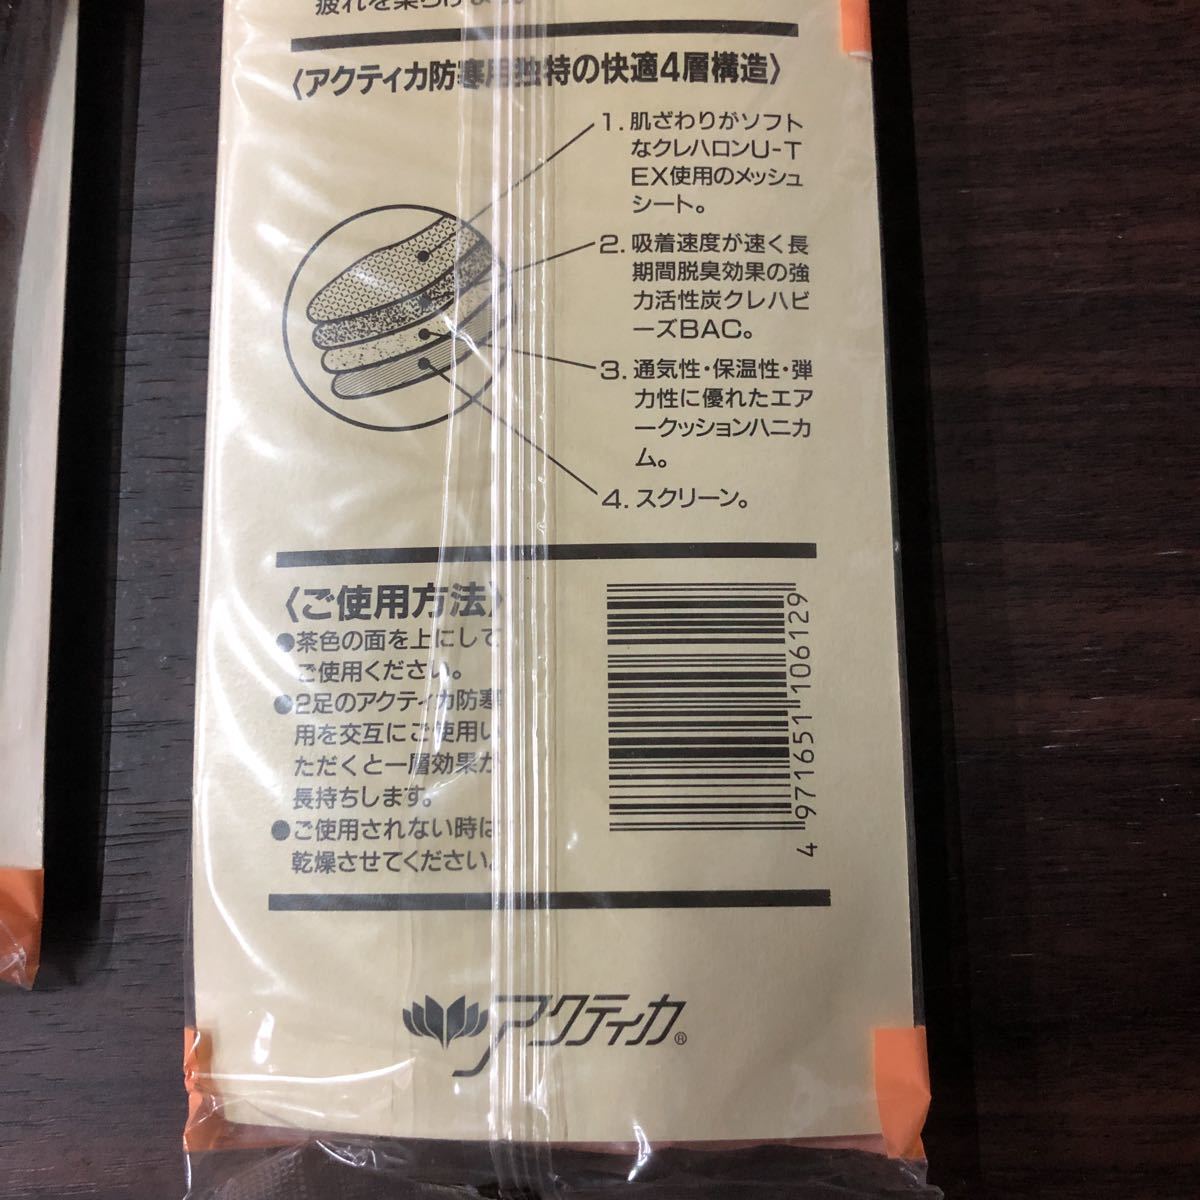 疲れを柔らげます。
〈アクティカ防寒用独特の快適4層構造〉
1. 肌ざわりがソフト
なクレハロンU-T
EX使用のメッシュ
シート。
2. 吸着速度が速く長
期間脱臭効果の強
力活性炭クレハビ
ーズBAC。
3. 通気性・保温性・弾
力性に優れたエア
ークッションハニカ
ム。
4. スクリーン。
〈ご使用方法〉
●茶色の面を上にして
ご使用ください。
●2足のアクティカ防寒
用を交互にご使用い
ただくと一層効果が
長持ちします。
●ご使用されない時は
乾燥させてください。
4 971651 106129
アクティカ®